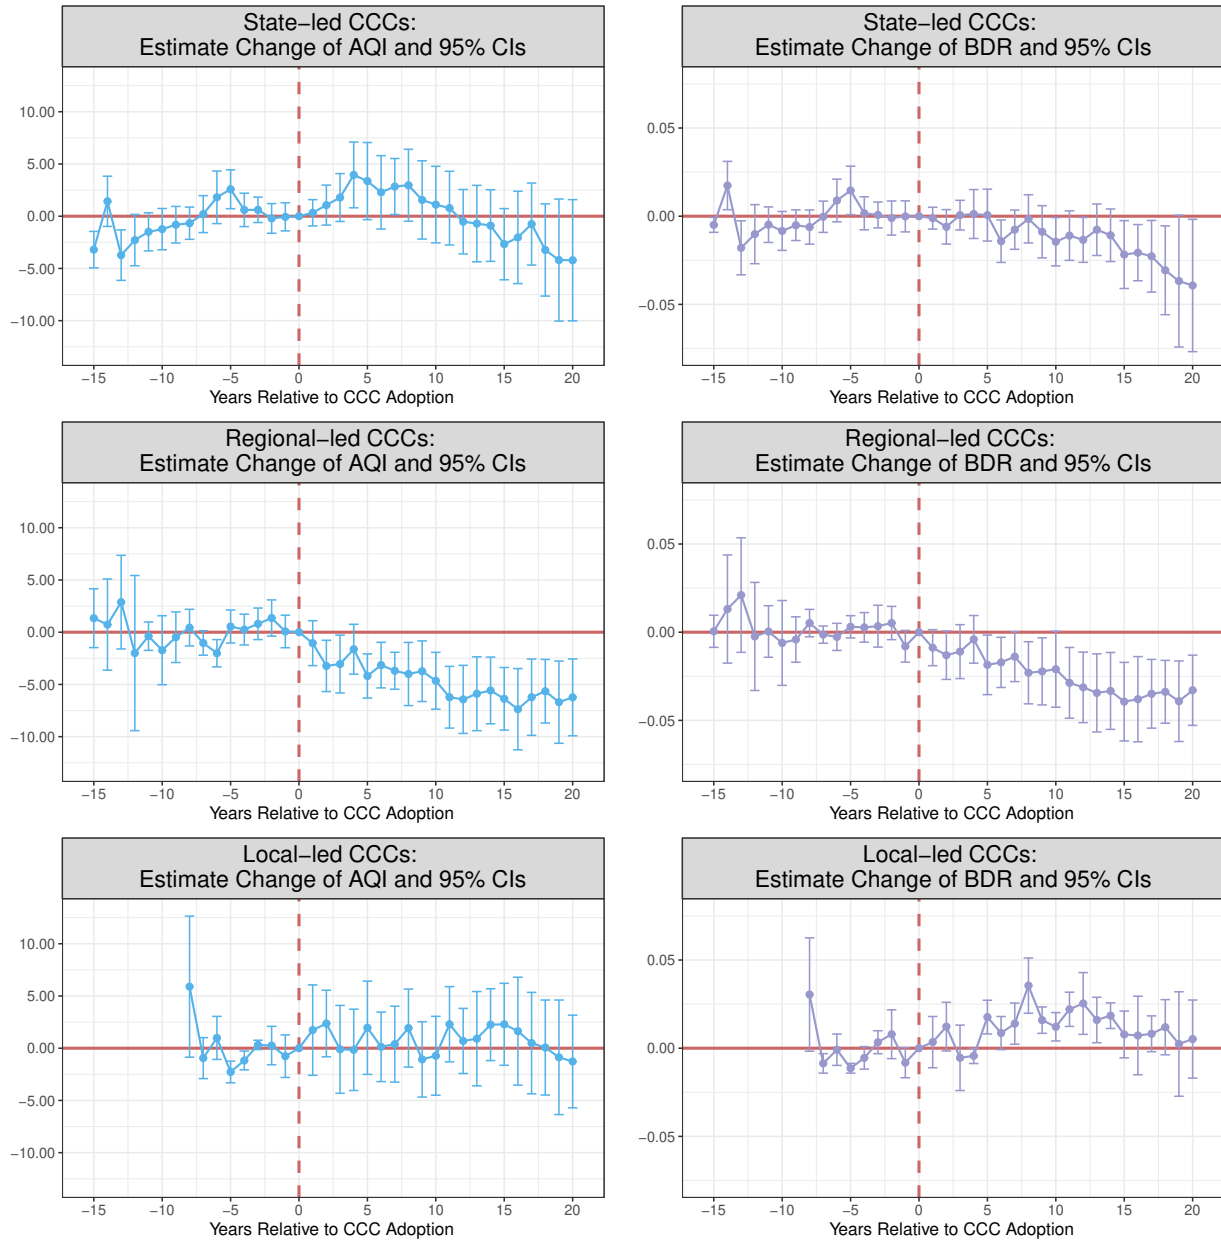 State−led CCCs:
Estimate Change of AQI and 95% CIs
10.00
5.00
0.00
−5.00
−10.00
−15 −10 −5 0 5 10 15 20
Years Relative to CCC Adoption
State−led CCCs:
Estimate Change of BDR and 95% CIs
0.05
0.00
−0.05
−15 −10 −5 0 5 10 15 20
Years Relative to CCC Adoption
Regional−led CCCs:
Estimate Change of AQI and 95% CIs
10.00
5.00
0.00
−5.00
−10.00
−15 −10 −5 0 5 10 15 20
Years Relative to CCC Adoption
Regional−led CCCs:
Estimate Change of BDR and 95% CIs
0.05
0.00
−0.05
−15 −10 −5 0 5 10 15 20
Years Relative to CCC Adoption
Local−led CCCs:
Estimate Change of AQI and 95% CIs
10.00
5.00
0.00
−5.00
−10.00
−15 −10 −5 0 5 10 15 20
Years Relative to CCC Adoption
Local−led CCCs:
Estimate Change of BDR and 95% CIs
0.05
0.00
−0.05
−15 −10 −5 0 5 10 15 20
Years Relative to CCC Adoption